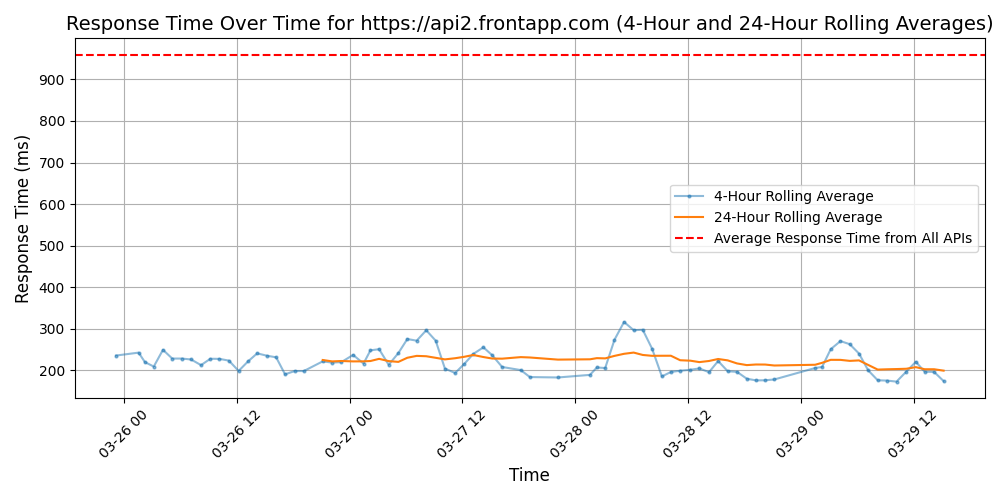 Response Time Over Time for https://api2.frontapp.com (4-Hour and 24-Hour Rolling Averages)
Response Time (ms)
900
800
700
600
500
400
300
200
4-Hour Rolling Average
24-Hour Rolling Average
Average Response Time from All APIs
03-26 00
03-26 12
03-27 00
03-27 12
03-28 00
03-28 12
03-29 00
03-29 12
Time